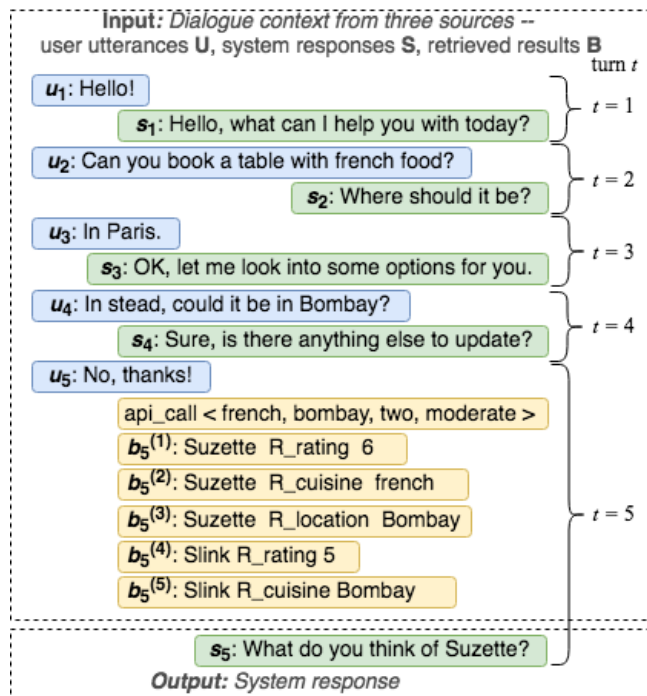 Input: Dialogue context from three sources --
user utterances U, system responses S, retrieved results B
turn t
u1: Hello!
s1: Hello, what can I help you with today?
t = 1
u2: Can you book a table with french food?
s2: Where should it be?
t = 2
u3: In Paris.
s3: OK, let me look into some options for you.
t = 3
u4: In stead, could it be in Bombay?
s4: Sure, is there anything else to update?
t = 4
u5: No, thanks!
api_call < french, bombay, two, moderate >
b5(1): Suzette R_rating 6
b5(2): Suzette R_cuisine french
b5(3): Suzette R_location Bombay
b5(4): Slink R_rating 5
b5(5): Slink R_cuisine Bombay
t = 5
s5: What do you think of Suzette?
Output: System response